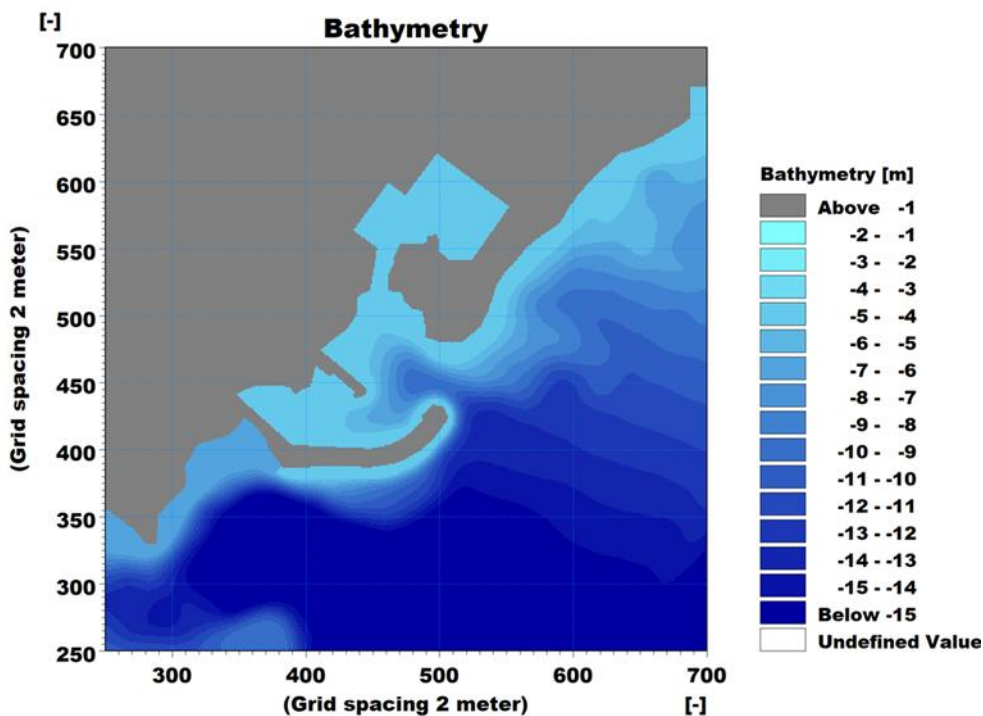 [-]
Bathymetry
700
650
600
550
500
450
400
350
300
250
300
400
500
600
700
(Grid spacing 2 meter)
(Grid spacing 2 meter)
[-]
Bathymetry [m]
Above -1
-2 - -1
-3 - -2
-4 - -3
-5 - -4
-6 - -5
-7 - -6
-8 - -7
-9 - -8
-10 - -9
-11 - -10
-12 - -11
-13 - -12
-14 - -13
-15 - -14
Below -15
Undefined Value